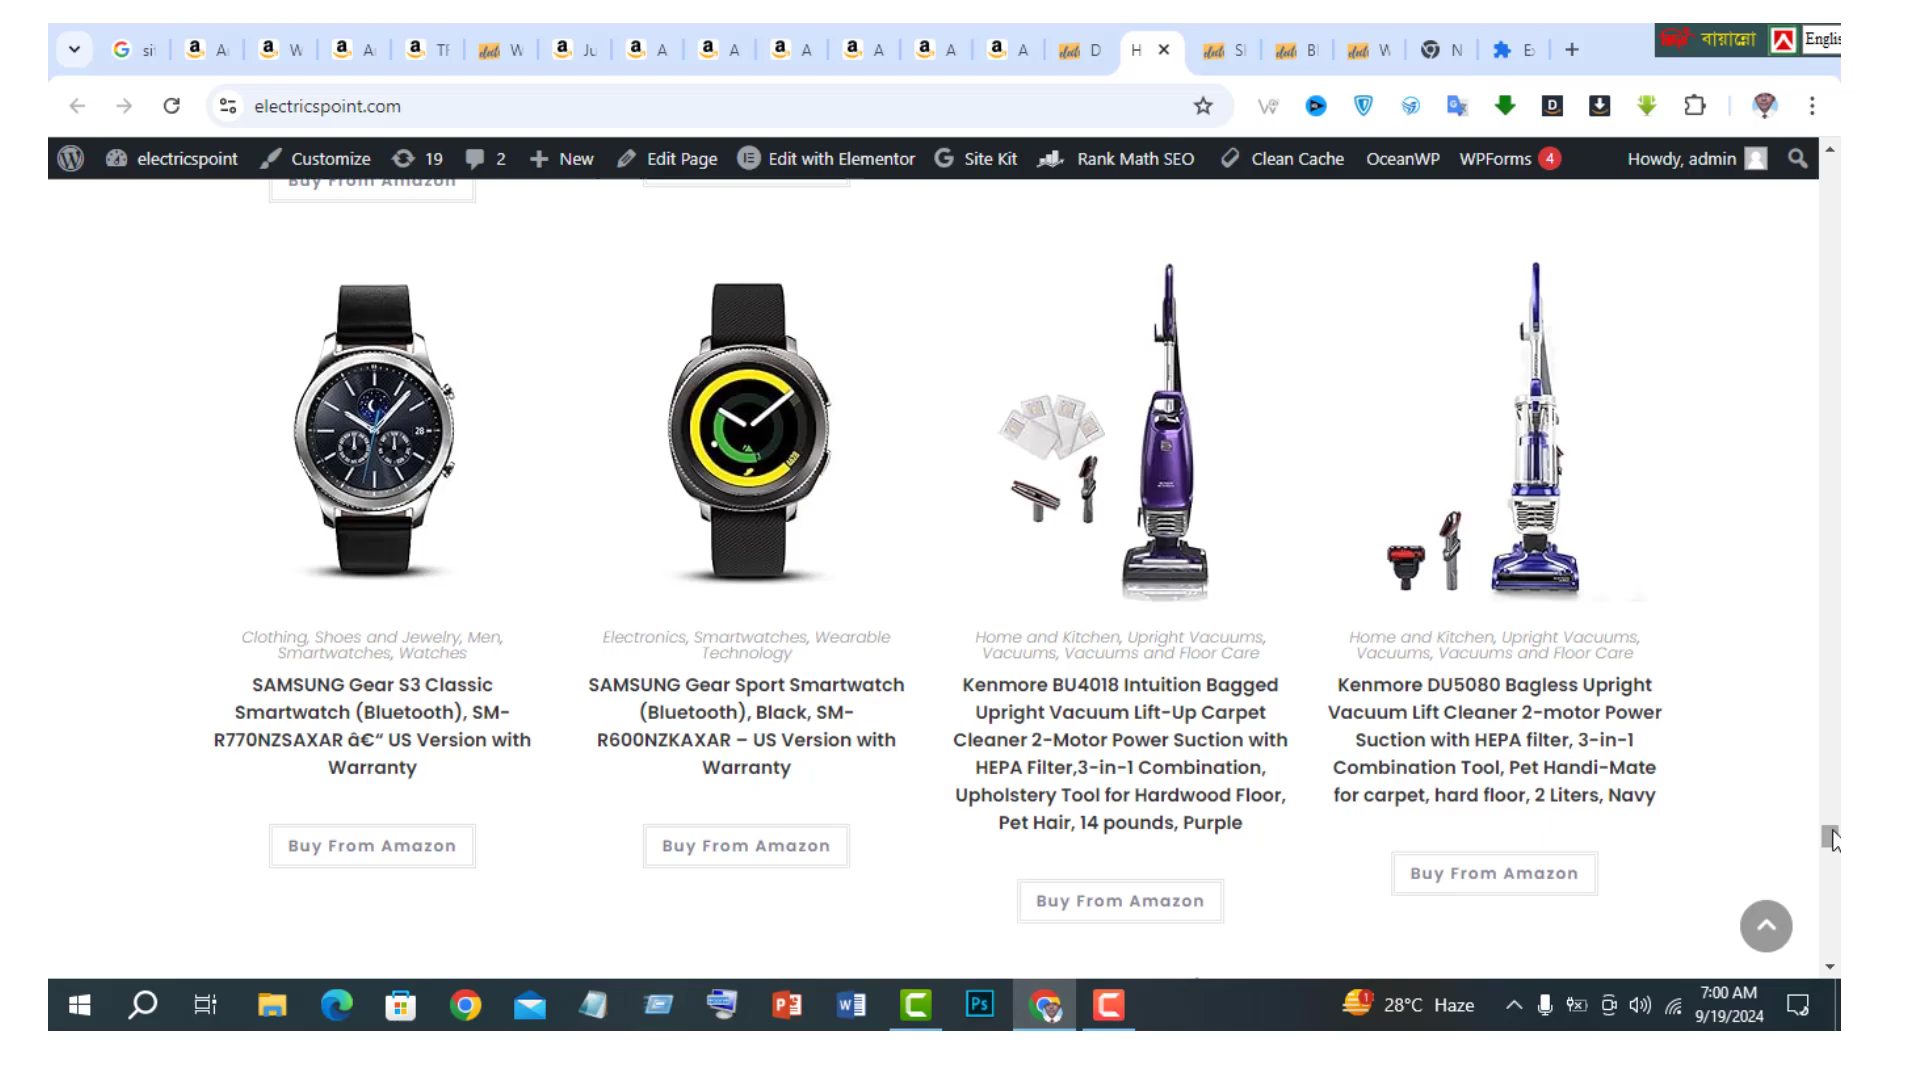 si A W A Tl W Ju A A A A A A D H Sl Bl W N E
বায়ান্নো Englis
electricspoint.com
electricspoint Customize 19 2 New Edit Page Edit with Elementor Site Kit Rank Math SEO Clean Cache OceanWP WPForms 4 Howdy, admin
Buy From Amazon
Clothing, Shoes and Jewelry, Men,
Smartwatches, Watches
SAMSUNG Gear S3 Classic
Smartwatch (Bluetooth), SM-
R770NZSAXAR â€“ US Version with
Warranty
Buy From Amazon
Electronics, Smartwatches, Wearable
Technology
SAMSUNG Gear Sport Smartwatch
(Bluetooth), Black, SM-
R600NZKAXAR – US Version with
Warranty
Buy From Amazon
Home and Kitchen, Upright Vacuums,
Vacuums, Vacuums and Floor Care
Kenmore BU4018 Intuition Bagged
Upright Vacuum Lift-Up Carpet
Cleaner 2-Motor Power Suction with
HEPA Filter,3-in-1 Combination,
Upholstery Tool for Hardwood Floor,
Pet Hair, 14 pounds, Purple
Buy From Amazon
Home and Kitchen, Upright Vacuums,
Vacuums, Vacuums and Floor Care
Kenmore DU5080 Bagless Upright
Vacuum Lift Cleaner 2-motor Power
Suction with HEPA filter, 3-in-1
Combination Tool, Pet Handi-Mate
for carpet, hard floor, 2 Liters, Navy
Buy From Amazon
28°C Haze
7:00 AM
9/19/2024